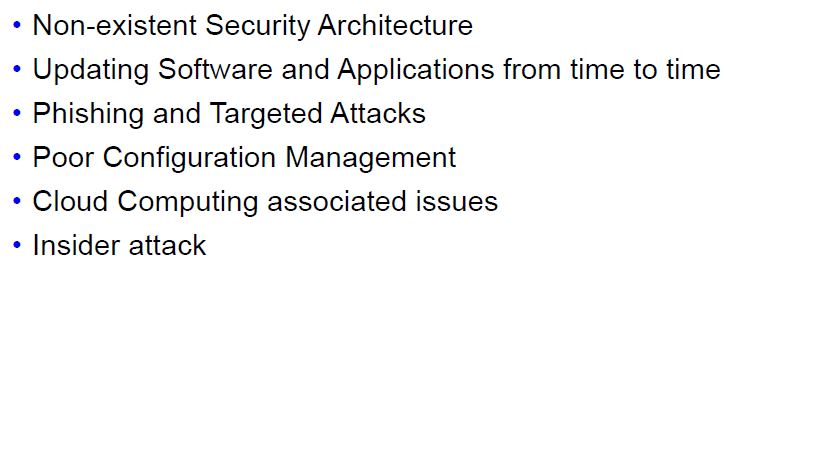 • Non-existent Security Architecture
• Updating Software and Applications from time to time
• Phishing and Targeted Attacks
• Poor Configuration Management
• Cloud Computing associated issues
• Insider attack